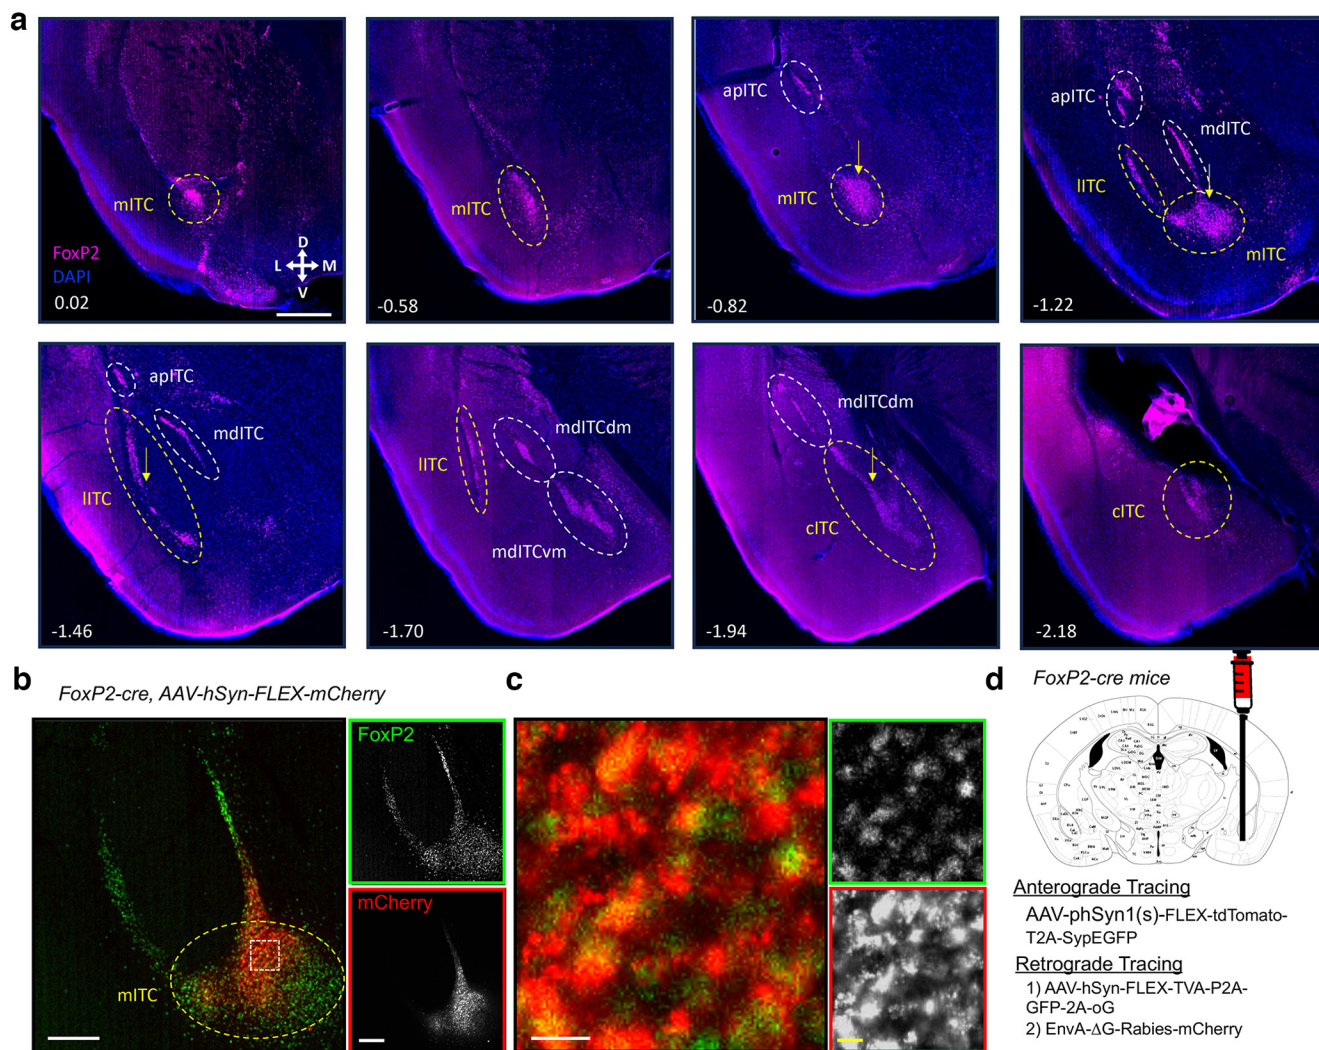 a
mITC
FoxP2
DAPI
0.02
D
L M
V
mITC
-0.58
apITC
mITC
-0.82
apITC
mdITC
lITC
mITC
-1.22
apITC
mdITC
lITC
-1.46
mdITCdm
lITC
mdITCvm
-1.70
mdITCdm
cITC
-1.94
cITC
-2.18
b
FoxP2-cre, AAV-hSyn-FLEX-mCherry
mITC
FoxP2
mCherry
c
d
FoxP2-cre mice
Anterograde Tracing
AAV-phSyn1(s)-FLEX-tdTomato-
T2A-SypEGFP
Retrograde Tracing
1) AAV-hSyn-FLEX-TVA-P2A-
GFP-2A-oG
2) EnvA-ΔG-Rabies-mCherry